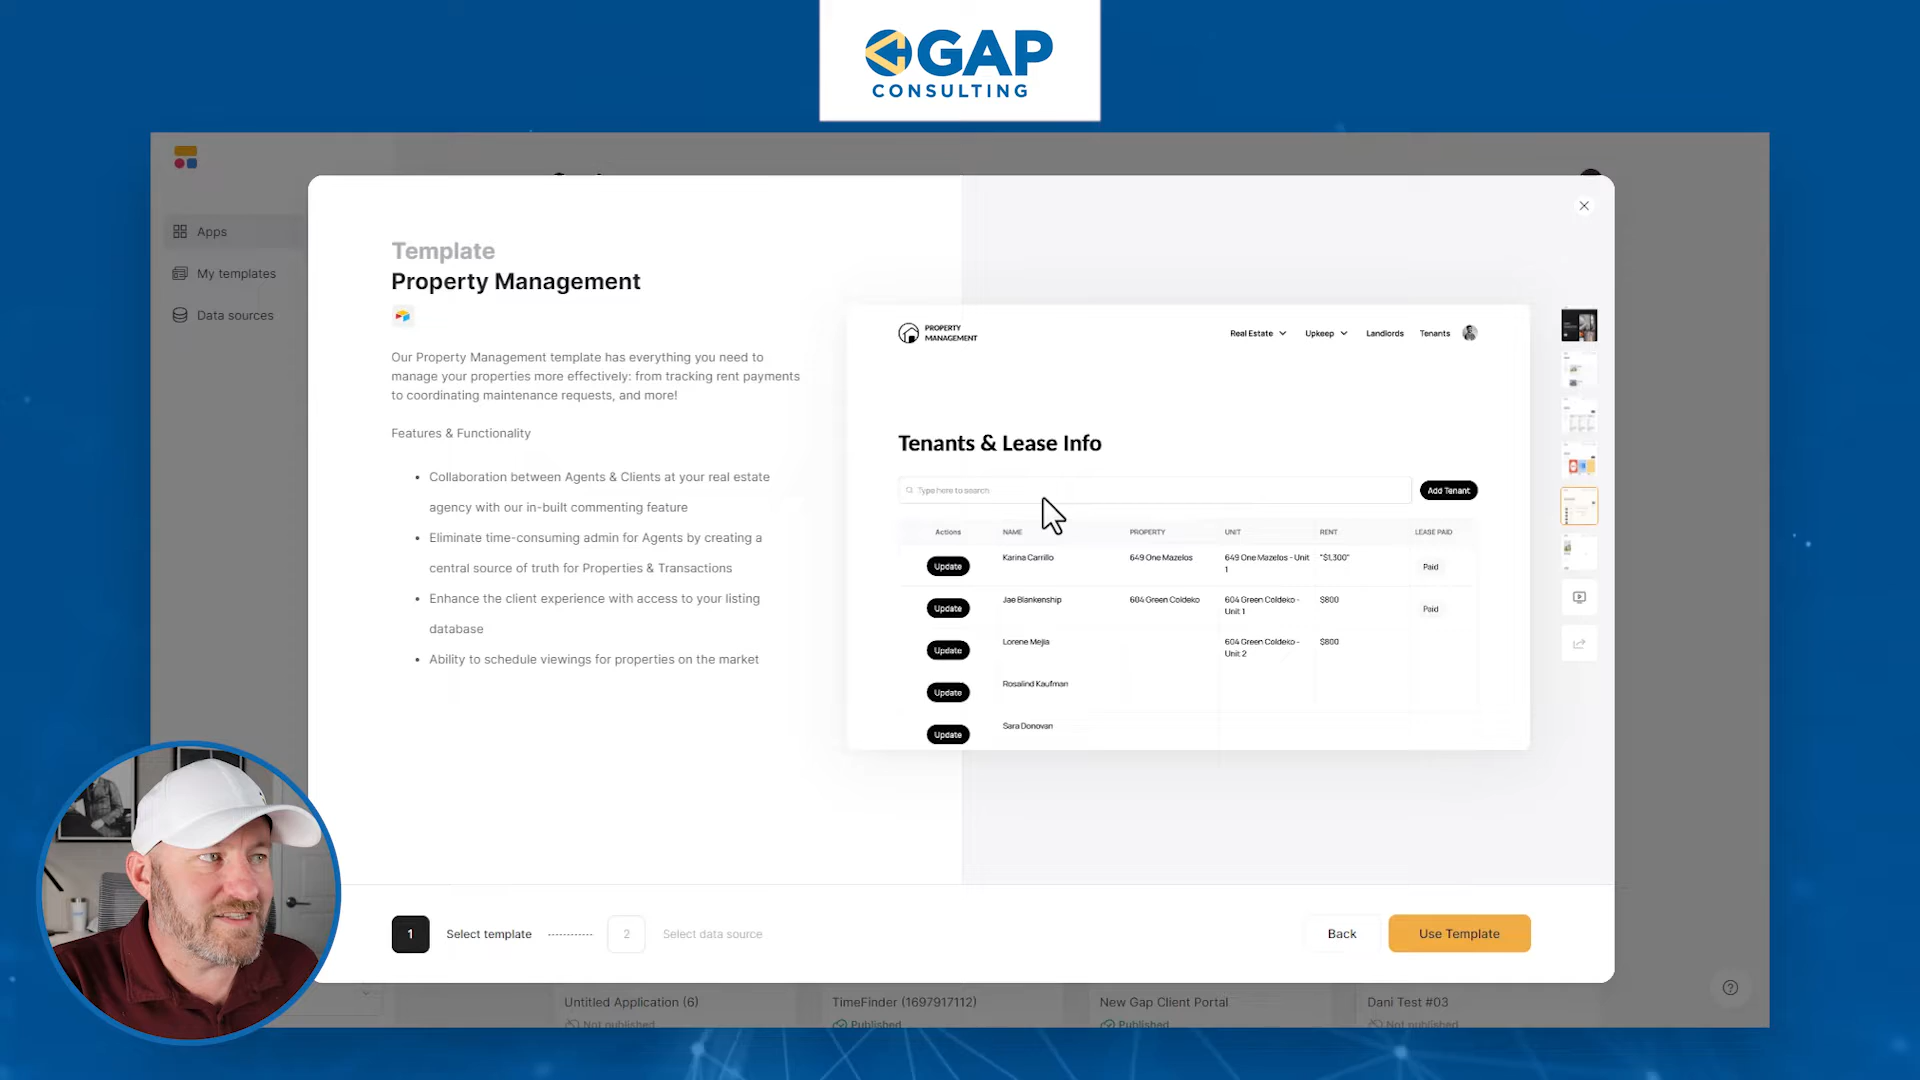 GAP
CONSULTING
Apps
My templates
Data sources
Template
Property Management
Our Property Management template has everything you need to
manage your properties more effectively: from tracking rent payments
to coordinating maintenance requests, and more!
Features & Functionality
• Collaboration between Agents & Clients at your real estate
agency with our in-built commenting feature
• Eliminate time-consuming admin for Agents by creating a
central source of truth for Properties & Transactions
• Enhance the client experience with access to your listing
database
• Ability to schedule viewings for properties on the market
PROPERTY
MANAGEMENT
Real Estate Upkeep Landlords Tenants
Tenants & Lease Info
Type here to search
Add Tenant
Actions NAME PROPERTY UNIT RENT LEASE PAID
Update Karina Carrillo 649 One Mazelos 649 One Mazelos - Unit 1 "$1,300" Paid
Update Jae Blankenship 604 Green Coldeko 604 Green Coldeko - Unit 1 $800 Paid
Update Lorene Mejia 604 Green Coldeko - Unit 2 $800
Update Rosalind Kaufman
Update Sara Donovan
1 Select template 2 Select data source
Back
Use Template
Untitled Application (6) TimeFinder (1697917112) New Gap Client Portal Dani Test #03
Not published Published Published Not published